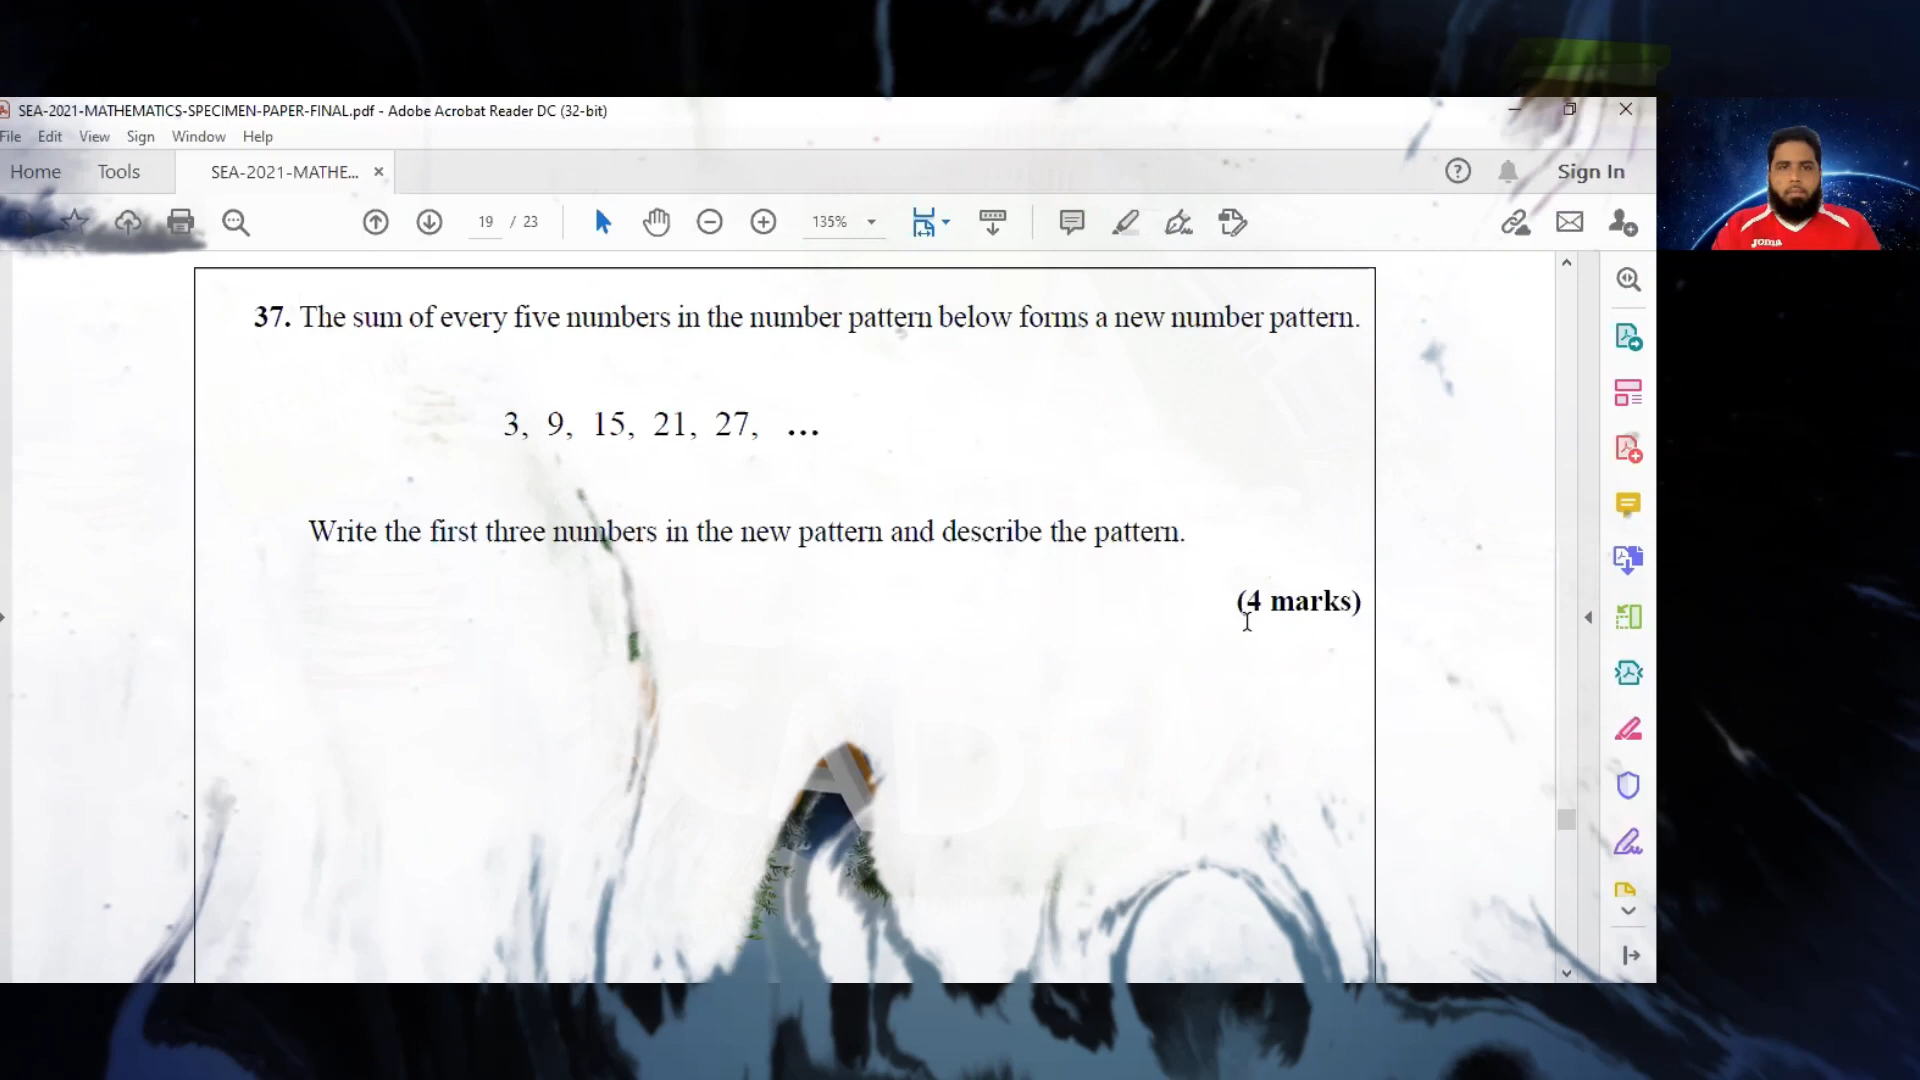 SEA-2021-MATHEMATICS-SPECIMEN-PAPER-FINAL.pdf - Adobe Acrobat Reader DC (32-bit)
File Edit View Sign Window Help
Home Tools SEA-2021-MATHE... × Sign In
19 / 23 135%
JOMA
37. The sum of every five numbers in the number pattern below forms a new number pattern.
3, 9, 15, 21, 27, ...
Write the first three numbers in the new pattern and describe the pattern.
(4 marks)